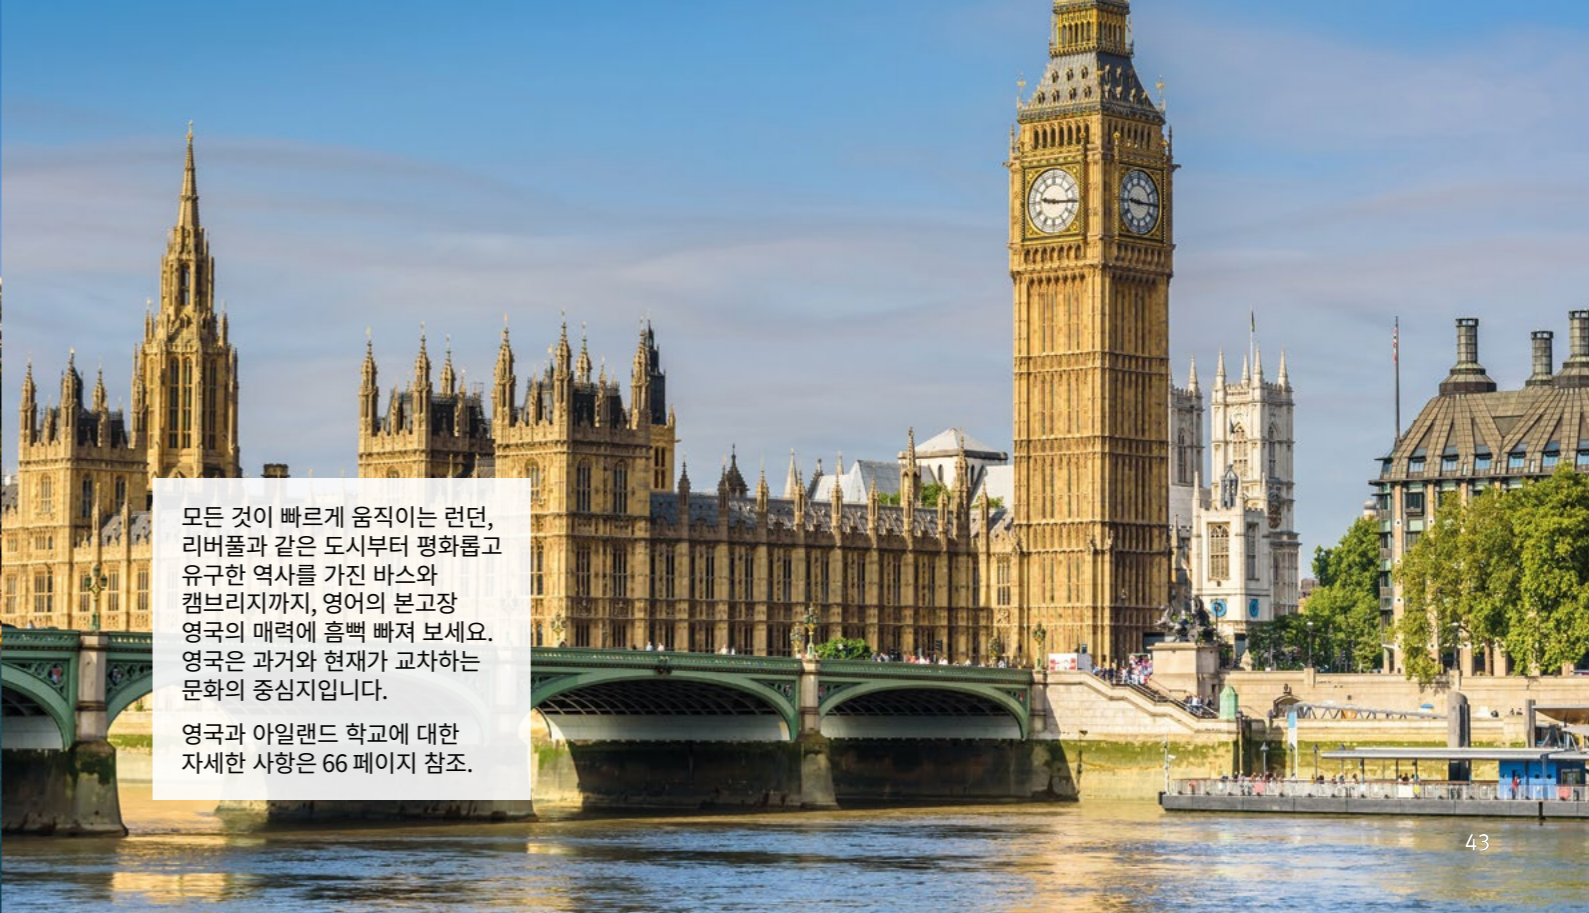 모든 것이 빠르게 움직이는 런던,
리버풀과 같은 도시부터 평화롭고
유구한 역사를 가진 바스와
캠브리지까지, 영어의 본고장
영국의 매력에 흠뻑 빠져 보세요.
영국은 과거와 현재가 교차하는
문화의 중심지입니다.
영국과 아일랜드 학교에 대한
자세한 사항은 66 페이지 참조.
43